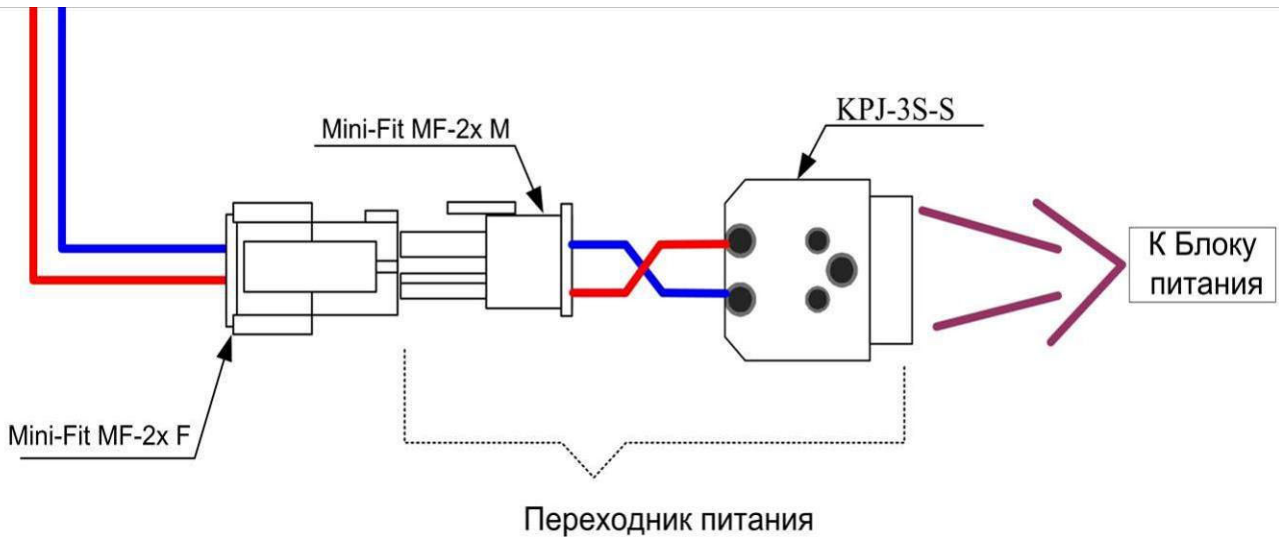 KPJ-3S-S
Mini-Fit MF-2x M
К Блоку
питания
Mini-Fit MF-2x F
Переходник питания